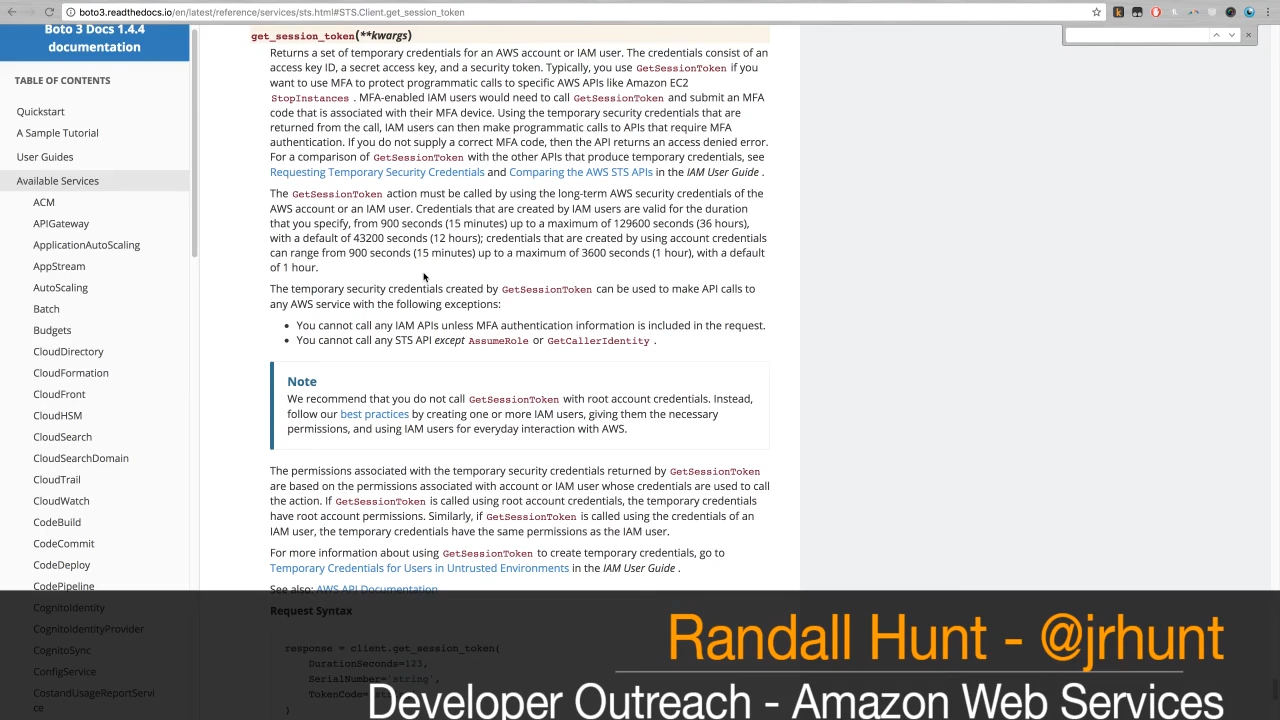 boto3.readthedocs.io/en/latest/reference/services/sts.html#STS.Client.get_session_token
Boto 3 Docs 1.4.4
documentation
TABLE OF CONTENTS
Quickstart
A Sample Tutorial
User Guides
Available Services
ACM
APIGateway
ApplicationAutoScaling
AppStream
AutoScaling
Batch
Budgets
CloudDirectory
CloudFormation
CloudFront
CloudHSM
CloudSearch
CloudSearchDomain
CloudTrail
CloudWatch
CodeBuild
CodeCommit
CodeDeploy
CodePipeline
CognitoIdentity
CognitoIdentityProvider
CognitoSync
ConfigService
CostandUsageReportServi
ce
get_session_token(**kwargs)
Returns a set of temporary credentials for an AWS account or IAM user. The credentials consist of an
access key ID, a secret access key, and a security token. Typically, you use GetSessionToken if you
want to use MFA to protect programmatic calls to specific AWS APIs like Amazon EC2
StopInstances . MFA-enabled IAM users would need to call GetSessionToken and submit an MFA
code that is associated with their MFA device. Using the temporary security credentials that are
returned from the call, IAM users can then make programmatic calls to APIs that require MFA
authentication. If you do not supply a correct MFA code, then the API returns an access denied error.
For a comparison of GetSessionToken with the other APIs that produce temporary credentials, see
Requesting Temporary Security Credentials and Comparing the AWS STS APIs in the IAM User Guide .
The GetSessionToken action must be called by using the long-term AWS security credentials of the
AWS account or an IAM user. Credentials that are created by IAM users are valid for the duration
that you specify, from 900 seconds (15 minutes) up to a maximum of 129600 seconds (36 hours),
with a default of 43200 seconds (12 hours); credentials that are created by using account credentials
can range from 900 seconds (15 minutes) up to a maximum of 3600 seconds (1 hour), with a default
of 1 hour.
The temporary security credentials created by GetSessionToken can be used to make API calls to
any AWS service with the following exceptions:
• You cannot call any IAM APIs unless MFA authentication information is included in the request.
• You cannot call any STS API except AssumeRole or GetCallerIdentity .
Note
We recommend that you do not call GetSessionToken with root account credentials. Instead,
follow our best practices by creating one or more IAM users, giving them the necessary
permissions, and using IAM users for everyday interaction with AWS.
The permissions associated with the temporary security credentials returned by GetSessionToken
are based on the permissions associated with account or IAM user whose credentials are used to call
the action. If GetSessionToken is called using root account credentials, the temporary credentials
have root account permissions. Similarly, if GetSessionToken is called using the credentials of an
IAM user, the temporary credentials have the same permissions as the IAM user.
For more information about using GetSessionToken to create temporary credentials, go to
Temporary Credentials for Users in Untrusted Environments in the IAM User Guide .
See also: AWS API Documentation
Request Syntax
response = client.get_session_token(
DurationSeconds=123,
SerialNumber='string',
TokenCode=
)
Randall Hunt - @jrhunt
Developer Outreach - Amazon Web Services